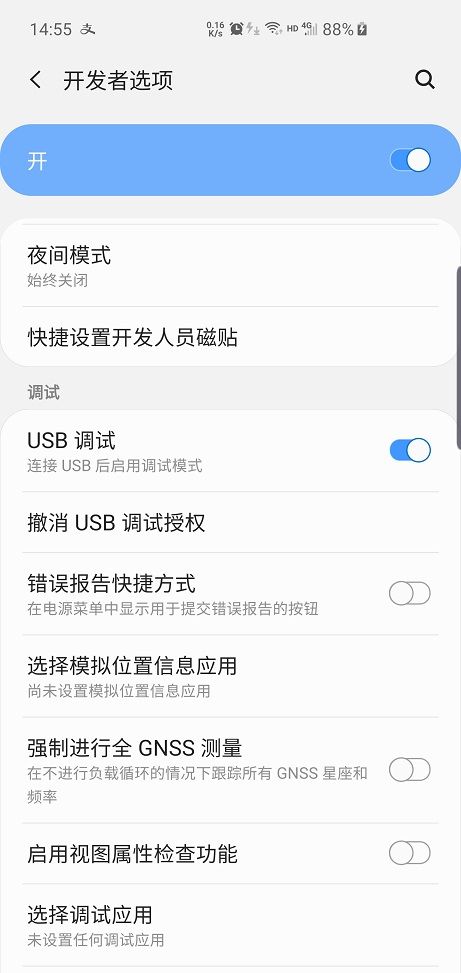 14:55
0.16
K/s
HD
4G
88%
开发者选项
开
夜间模式
始终关闭
快捷设置开发人员磁贴
调试
USB 调试
连接 USB 后启用调试模式
撤消 USB 调试授权
错误报告快捷方式
在电源菜单中显示用于提交错误报告的按钮
选择模拟位置信息应用
尚未设置模拟位置信息应用
强制进行全 GNSS 测量
在不进行负载循环的情况下跟踪所有 GNSS 星座和
频率
启用视图属性检查功能
选择调试应用
未设置任何调试应用